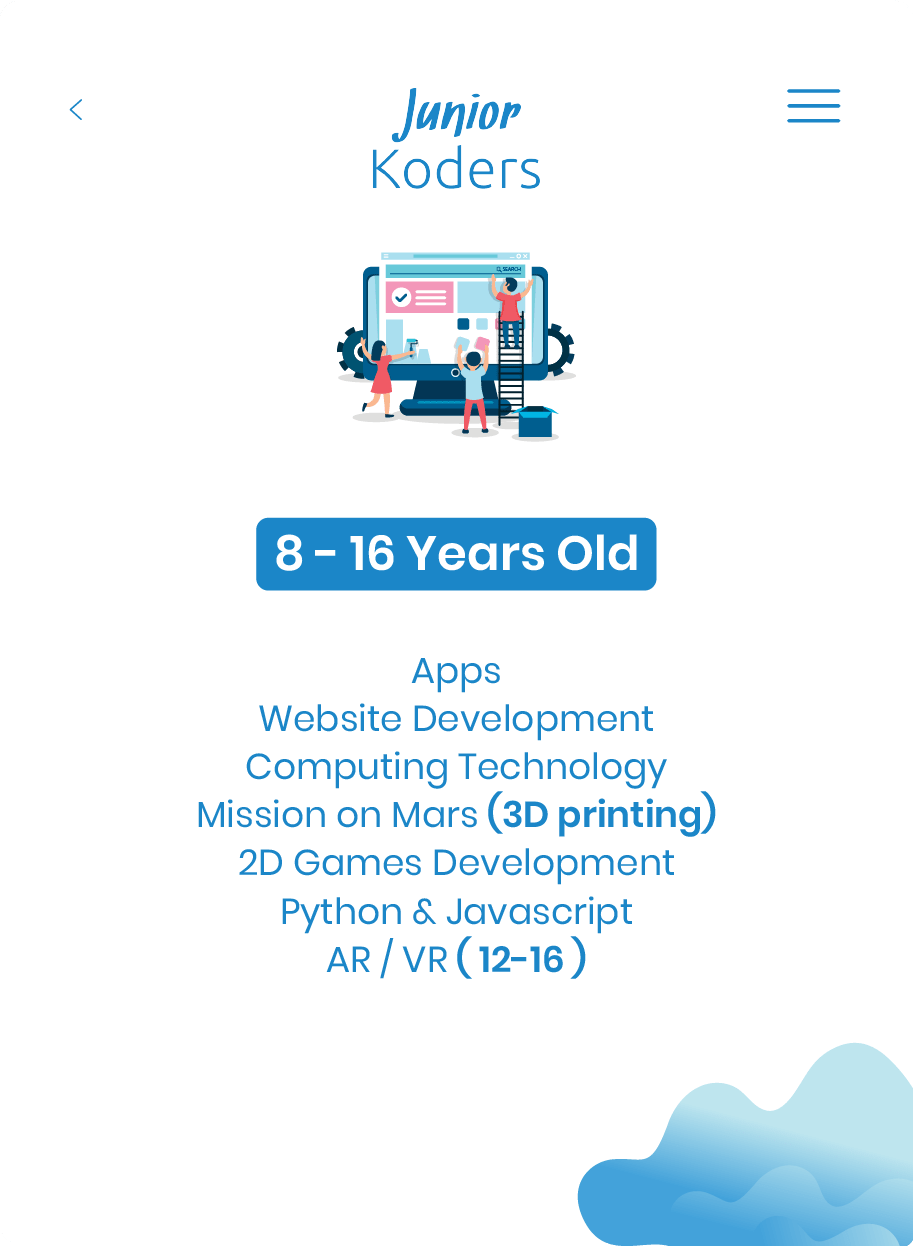 Junior
Koders
SEARCH
8 - 16 Years Old
Apps
Website Development
Computing Technology
Mission on Mars (3D printing)
2D Games Development
Python & Javascript
AR / VR ( 12-16 )